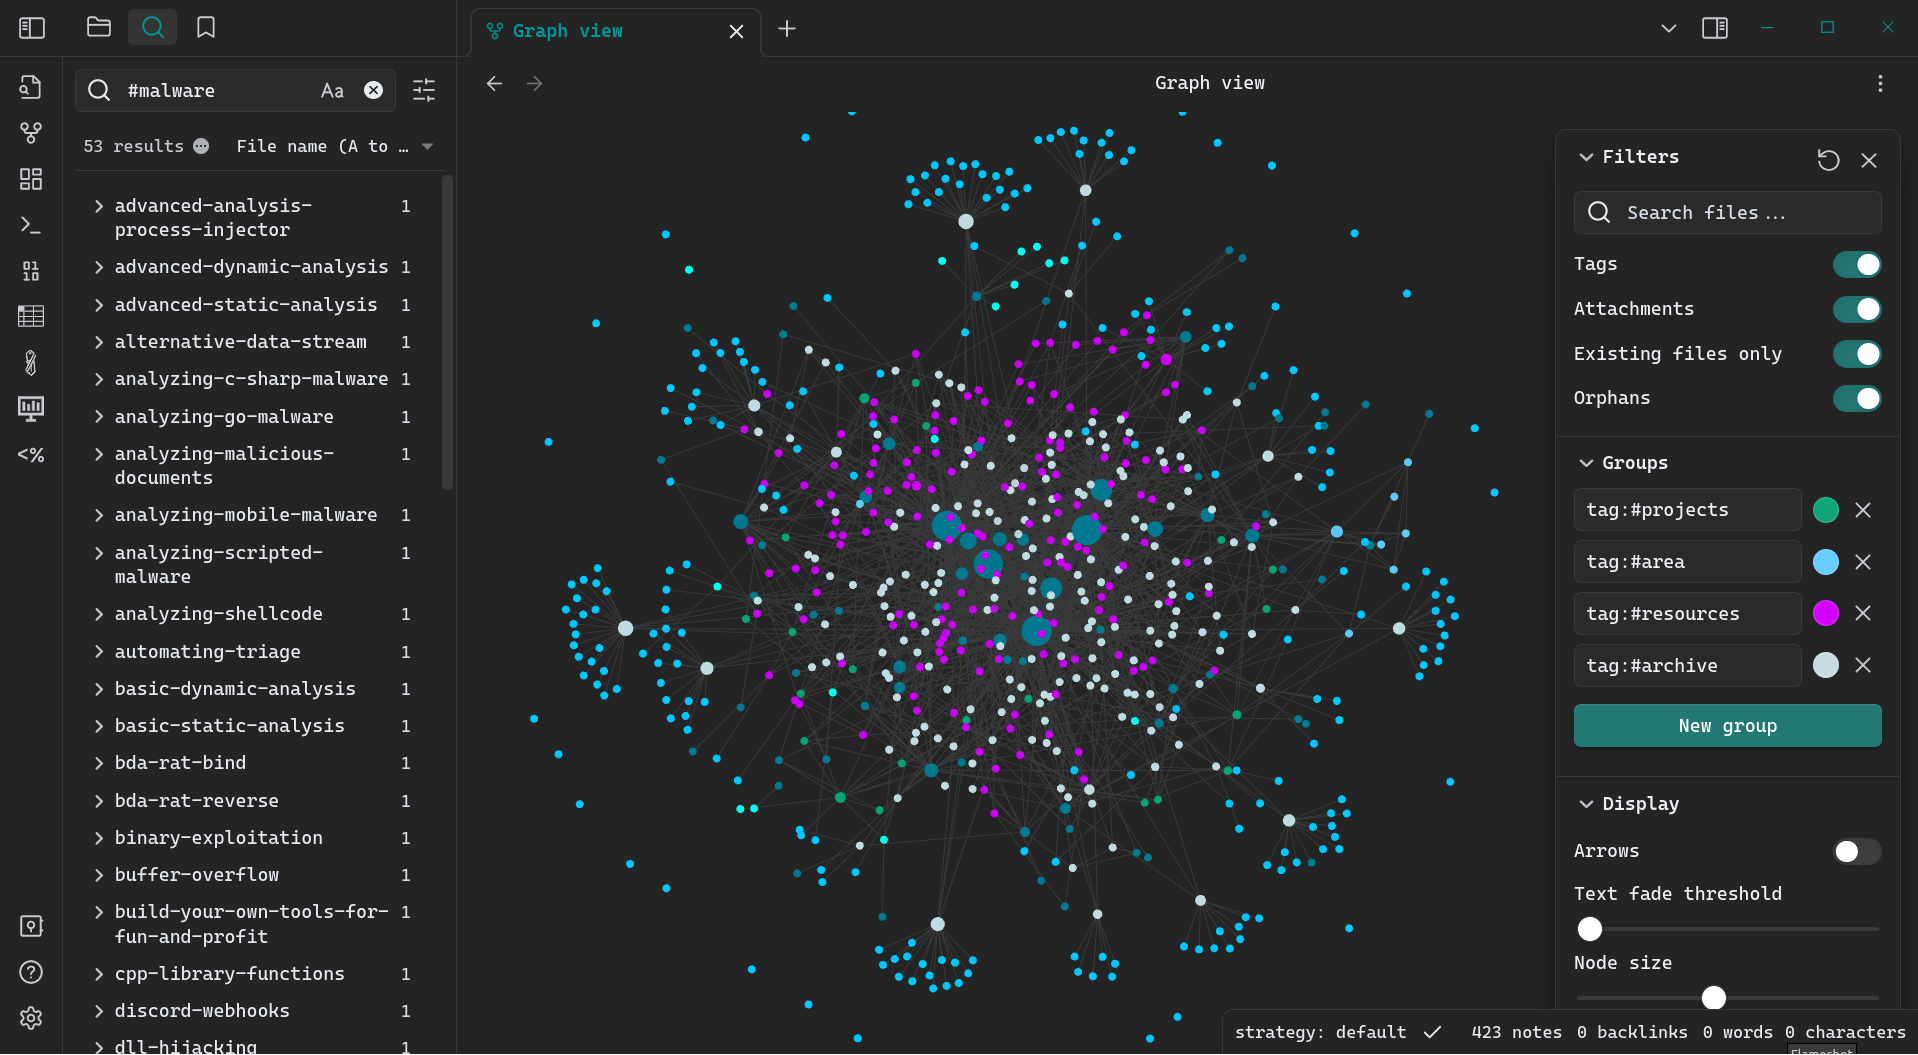 Graph view
#malware
Aa
Graph view
53 results
File name (A to …
advanced-analysis-
process-injector
1
advanced-dynamic-analysis 1
advanced-static-analysis 1
alternative-data-stream 1
analyzing-c-sharp-malware 1
analyzing-go-malware 1
analyzing-malicious-
documents
1
analyzing-mobile-malware 1
analyzing-scripted-
malware
1
analyzing-shellcode 1
automating-triage 1
basic-dynamic-analysis 1
basic-static-analysis 1
bda-rat-bind 1
bda-rat-reverse 1
binary-exploitation 1
buffer-overflow 1
build-your-own-tools-for-
fun-and-profit
1
cpp-library-functions 1
discord-webhooks 1
dll-hijacking 1
Filters
Search files...
Tags
Attachments
Existing files only
Orphans
Groups
tag:#projects
tag:#area
tag:#resources
tag:#archive
New group
Display
Arrows
Text fade threshold
Node size
strategy: default ✓ 423 notes 0 backlinks 0 words 0 characters
Flameshot